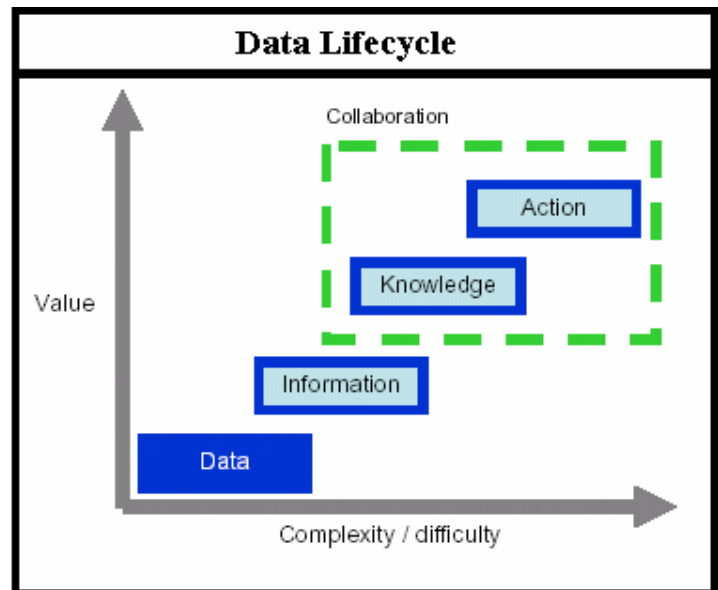 Data Lifecycle
Collaboration
Action
Knowledge
Value
Information
Data
Complexity / difficulty